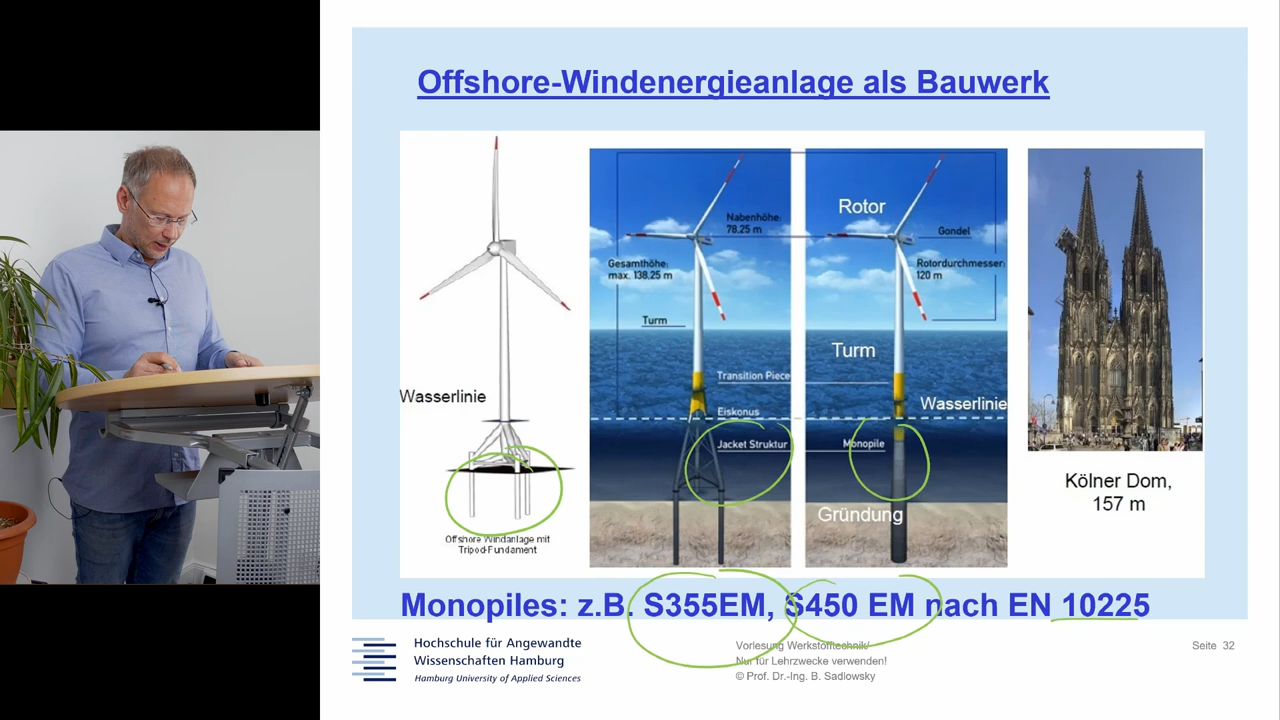 Offshore-Windenergieanlage als Bauwerk
Wasserlinie
Offshore Windanlage mit
Tripod-Fundament
Nabenhöhe:
78,25 m
Gesamthöhe:
max. 138,25 m
Turm
Transition Piece
Eiskonus
Jacket Struktur
Rotor
Gondel
Rotordurchmesser:
120 m
Turm
Wasserlinie
Monopile
Gründung
Kölner Dom,
157 m
Monopiles: z.B. S355EM, S450 EM nach EN 10225
Hochschule für Angewandte
Wissenschaften Hamburg
Hamburg University of Applied Sciences
Vorlesung Werkstofftechnik/
Nur für Lehrzwecke verwenden!
© Prof. Dr.-Ing. B. Sadlowsky
Seite 32